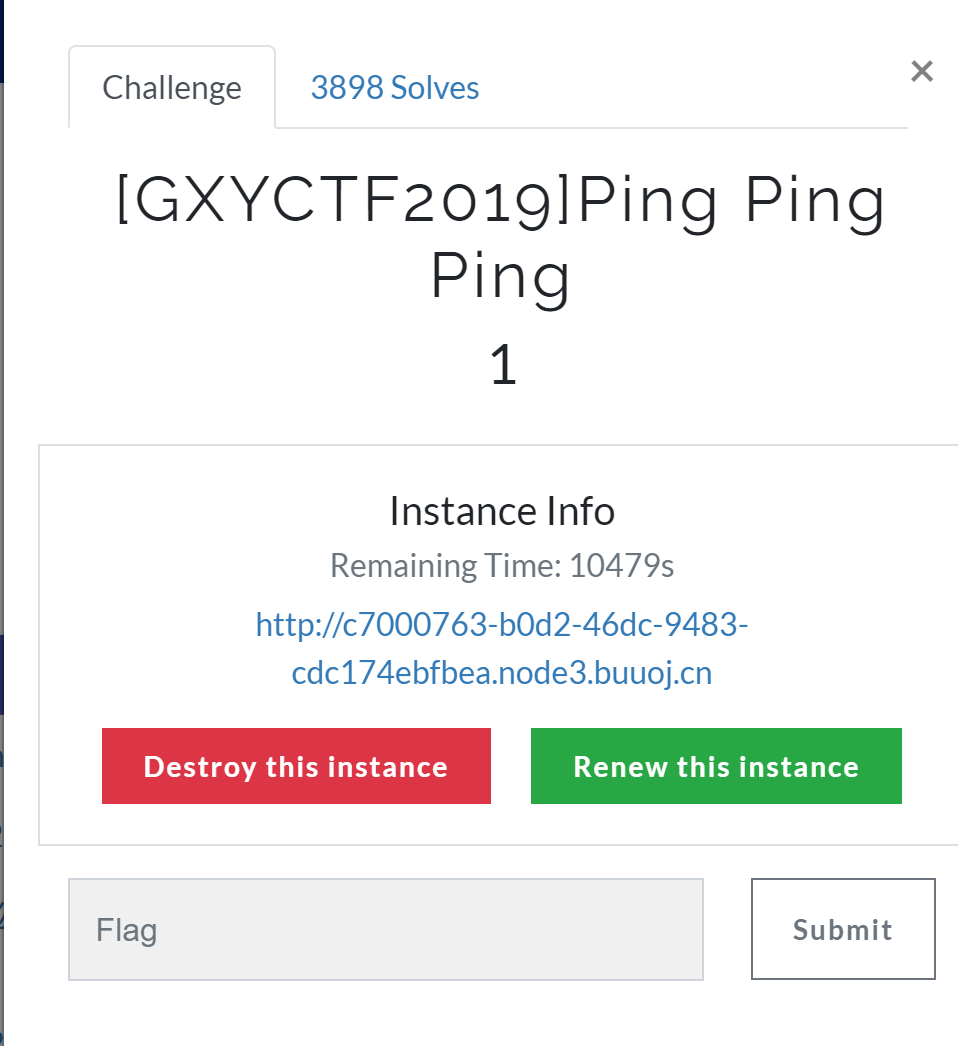 Challenge
3898 Solves
×
[GXYCTF2019]Ping Ping
Ping
1
Instance Info
Remaining Time: 10479s
http://c7000763-b0d2-46dc-9483-
cdc174ebfbea.node3.buuoj.cn
Destroy this instance
Renew this instance
Flag
Submit